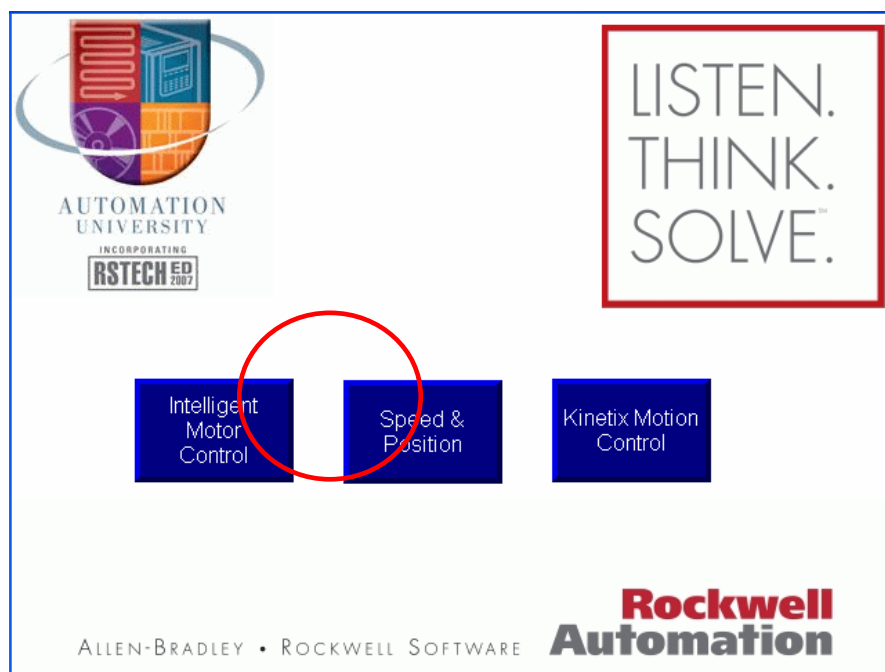 AUTOMATION
UNIVERSITY
INCORPORATING
RSTECH ED 2007
LISTEN.
THINK.
SOLVE.™
Intelligent
Motor
Control
Speed &
Position
Kinetix Motion
Control
ALLEN-BRADLEY • ROCKWELL SOFTWARE
Rockwell
Automation